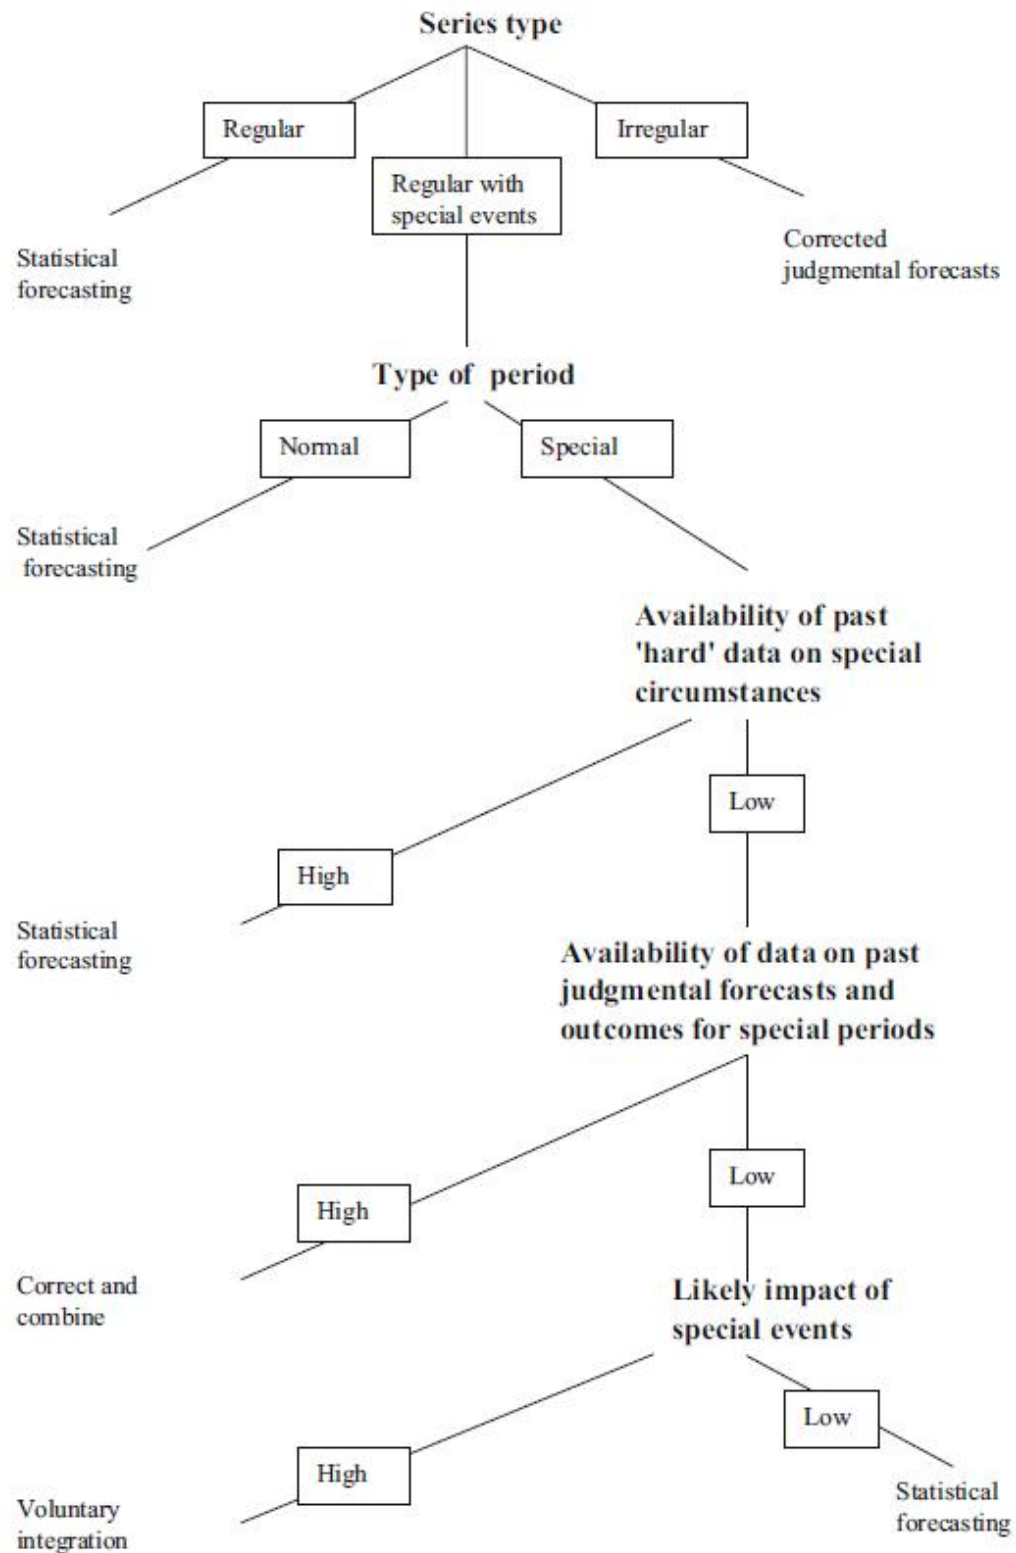 Series type
Regular
Irregular
Regular with
special events
Statistical
forecasting
Corrected
judgmental forecasts
Type of period
Normal
Special
Statistical
forecasting
Availability of past
'hard' data on special
circumstances
Low
High
Statistical
forecasting
Availability of data on past
judgmental forecasts and
outcomes for special periods
Low
High
Correct and
combine
Likely impact of
special events
Low
High
Statistical
forecasting
Voluntary
integration